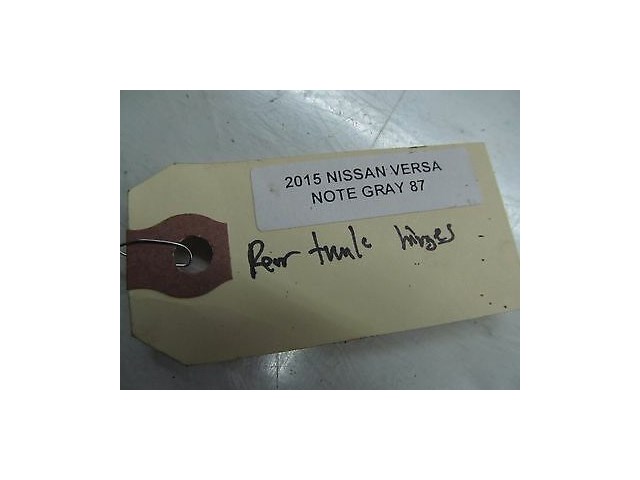 2015 NISSAN VERSA
NOTE GRAY 87
Rear trunk hinges